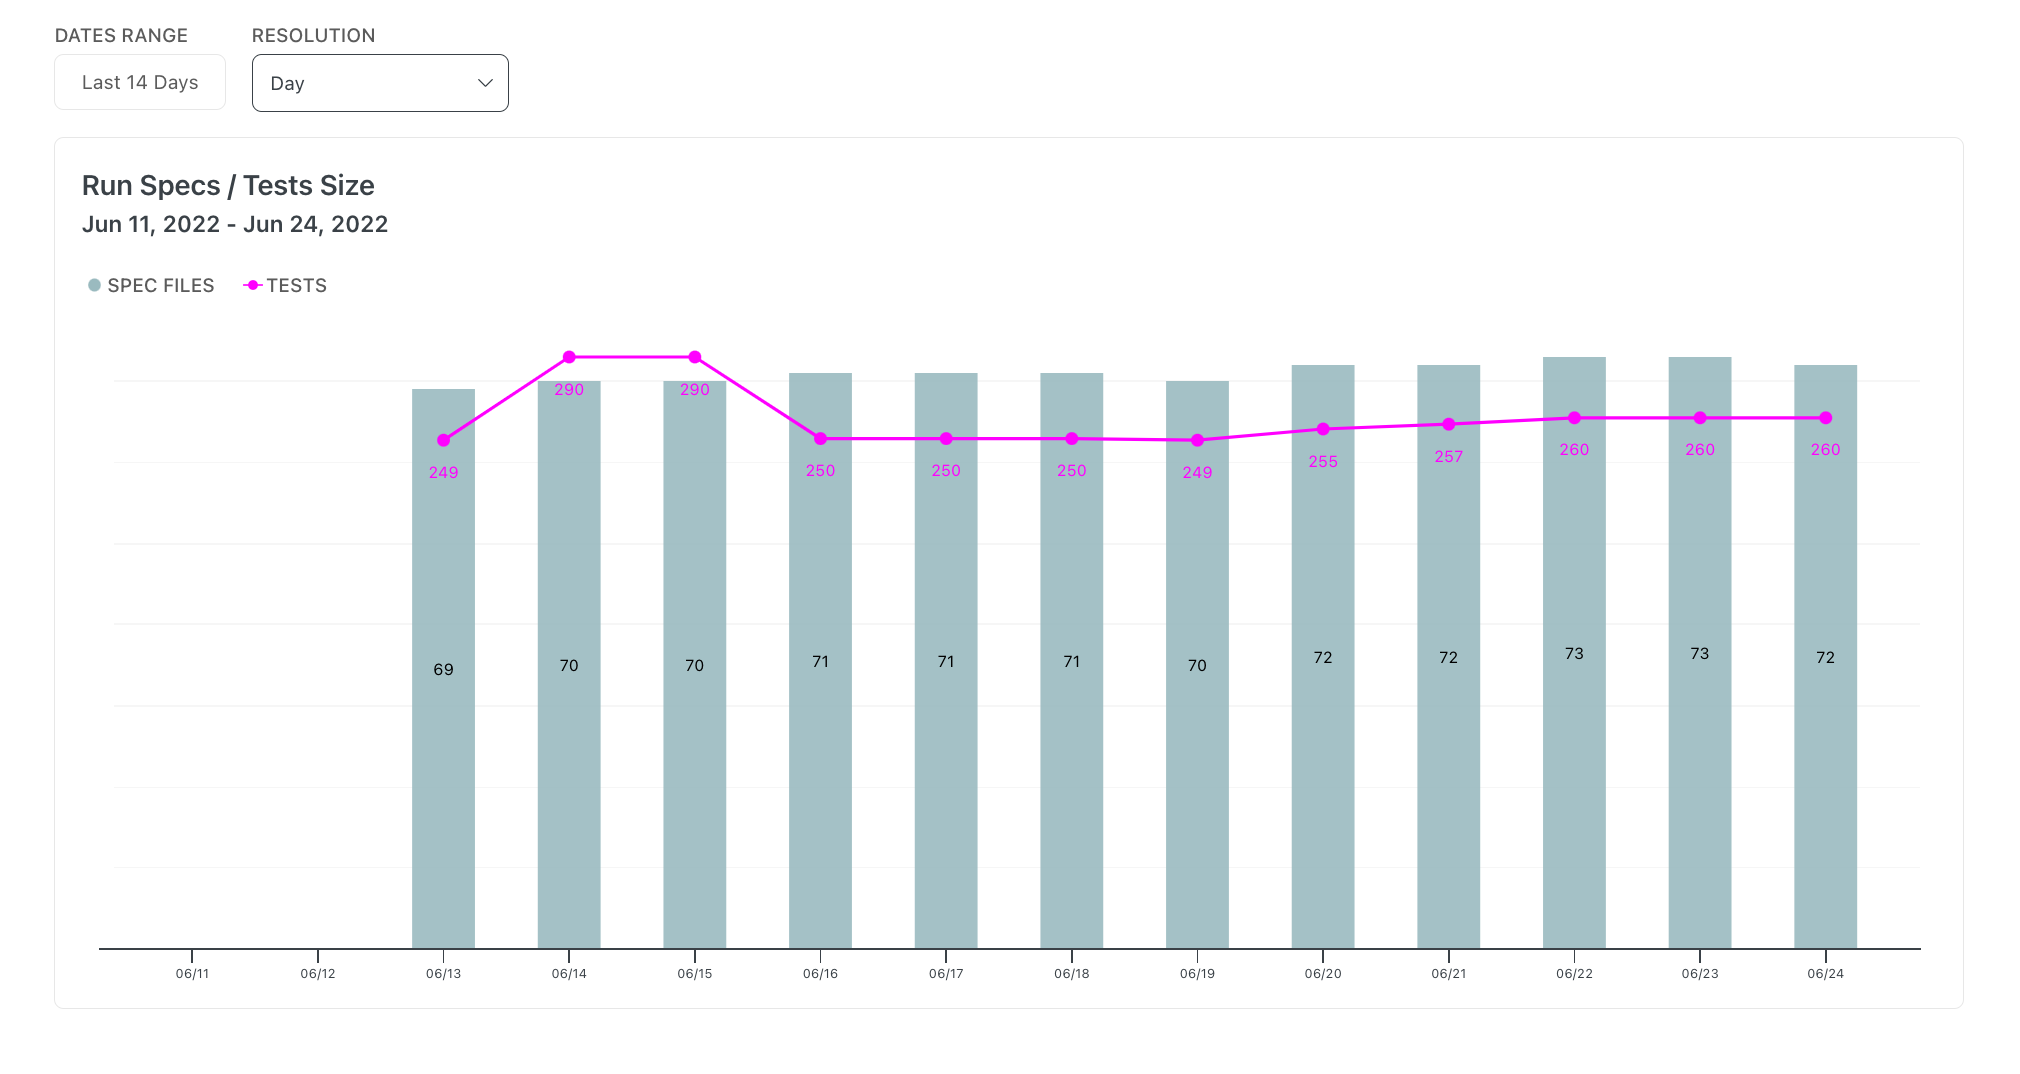 DATES RANGE
RESOLUTION
Last 14 Days
Day
Run Specs / Tests Size
Jun 11, 2022 - Jun 24, 2022
SPEC FILES
TESTS
249 290 290 250 250 250 249 255 257 260 260 260
69 70 70 71 71 71 70 72 72 73 73 72
06/11 06/12 06/13 06/14 06/15 06/16 06/17 06/18 06/19 06/20 06/21 06/22 06/23 06/24